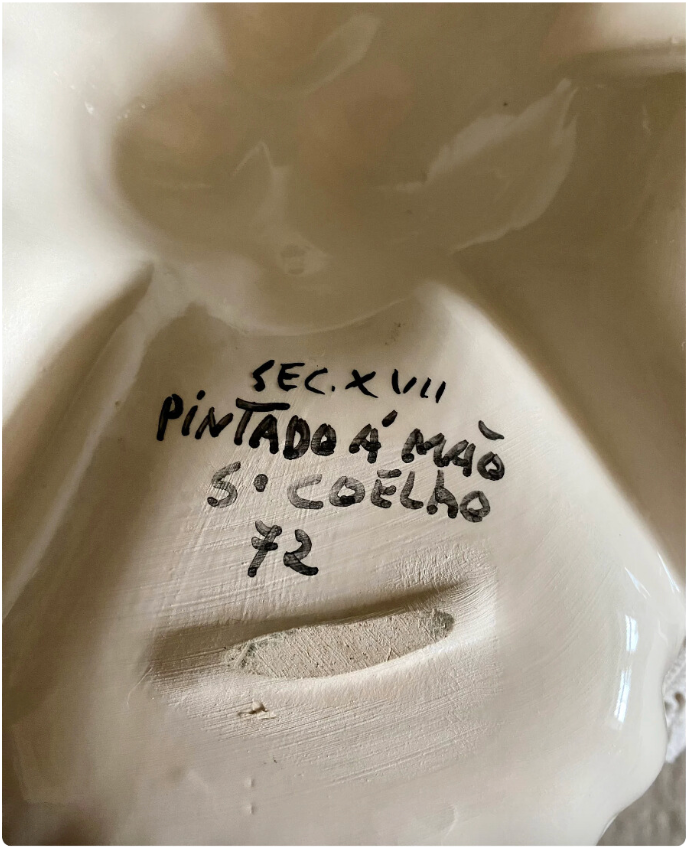 SEC. XVII
PINTADO Á MÃO
S. COELHO
72